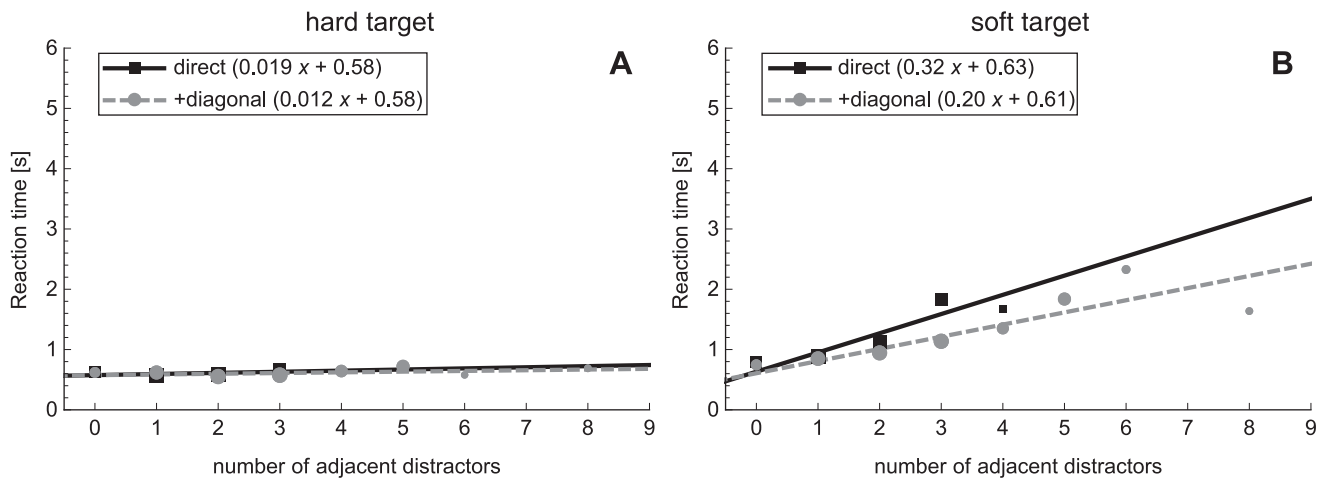 hard target
6
5
4
3
2
1
0
Reaction time [s]
direct (0.019 x + 0.58)
+diagonal (0.012 x + 0.58)
A
0 1 2 3 4 5 6 7 8 9
number of adjacent distractors
soft target
6
5
4
3
2
1
0
Reaction time [s]
direct (0.32 x + 0.63)
+diagonal (0.20 x + 0.61)
B
0 1 2 3 4 5 6 7 8 9
number of adjacent distractors